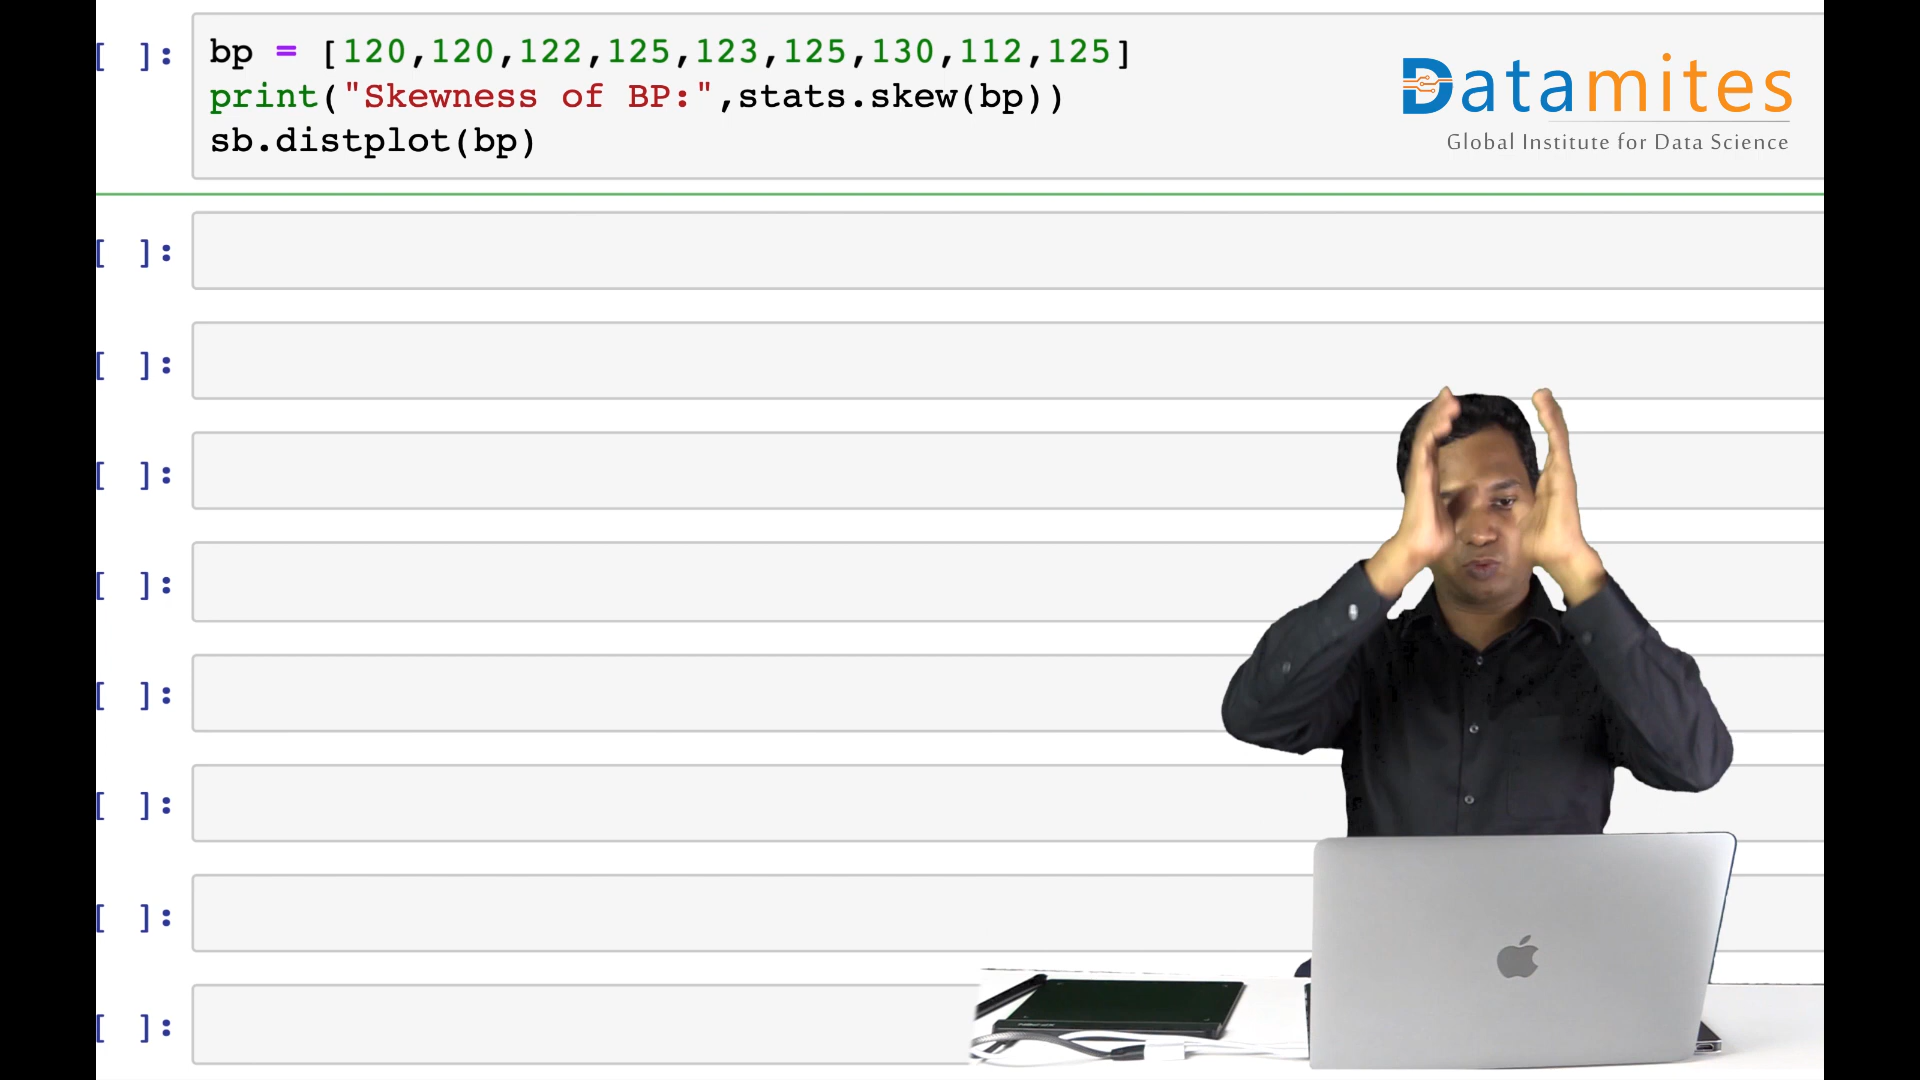 [ ]:
bp = [120,120,122,125,123,125,130,112,125]
print("Skewness of BP:",stats.skew(bp))
sb.distplot(bp)
Datamites
Global Institute for Data Science
[ ]:
[ ]:
[ ]:
[ ]:
[ ]:
[ ]:
[ ]:
[ ]: